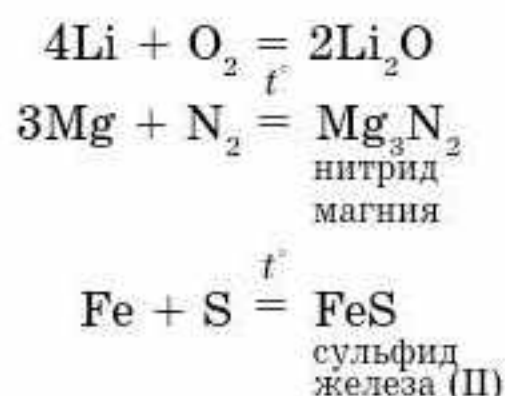 4Li + O₂ = 2Li₂O
t°
3Mg + N₂ = Mg₃N₂
нитрид
магния
t°
Fe + S = FeS
сульфид
железа (II)